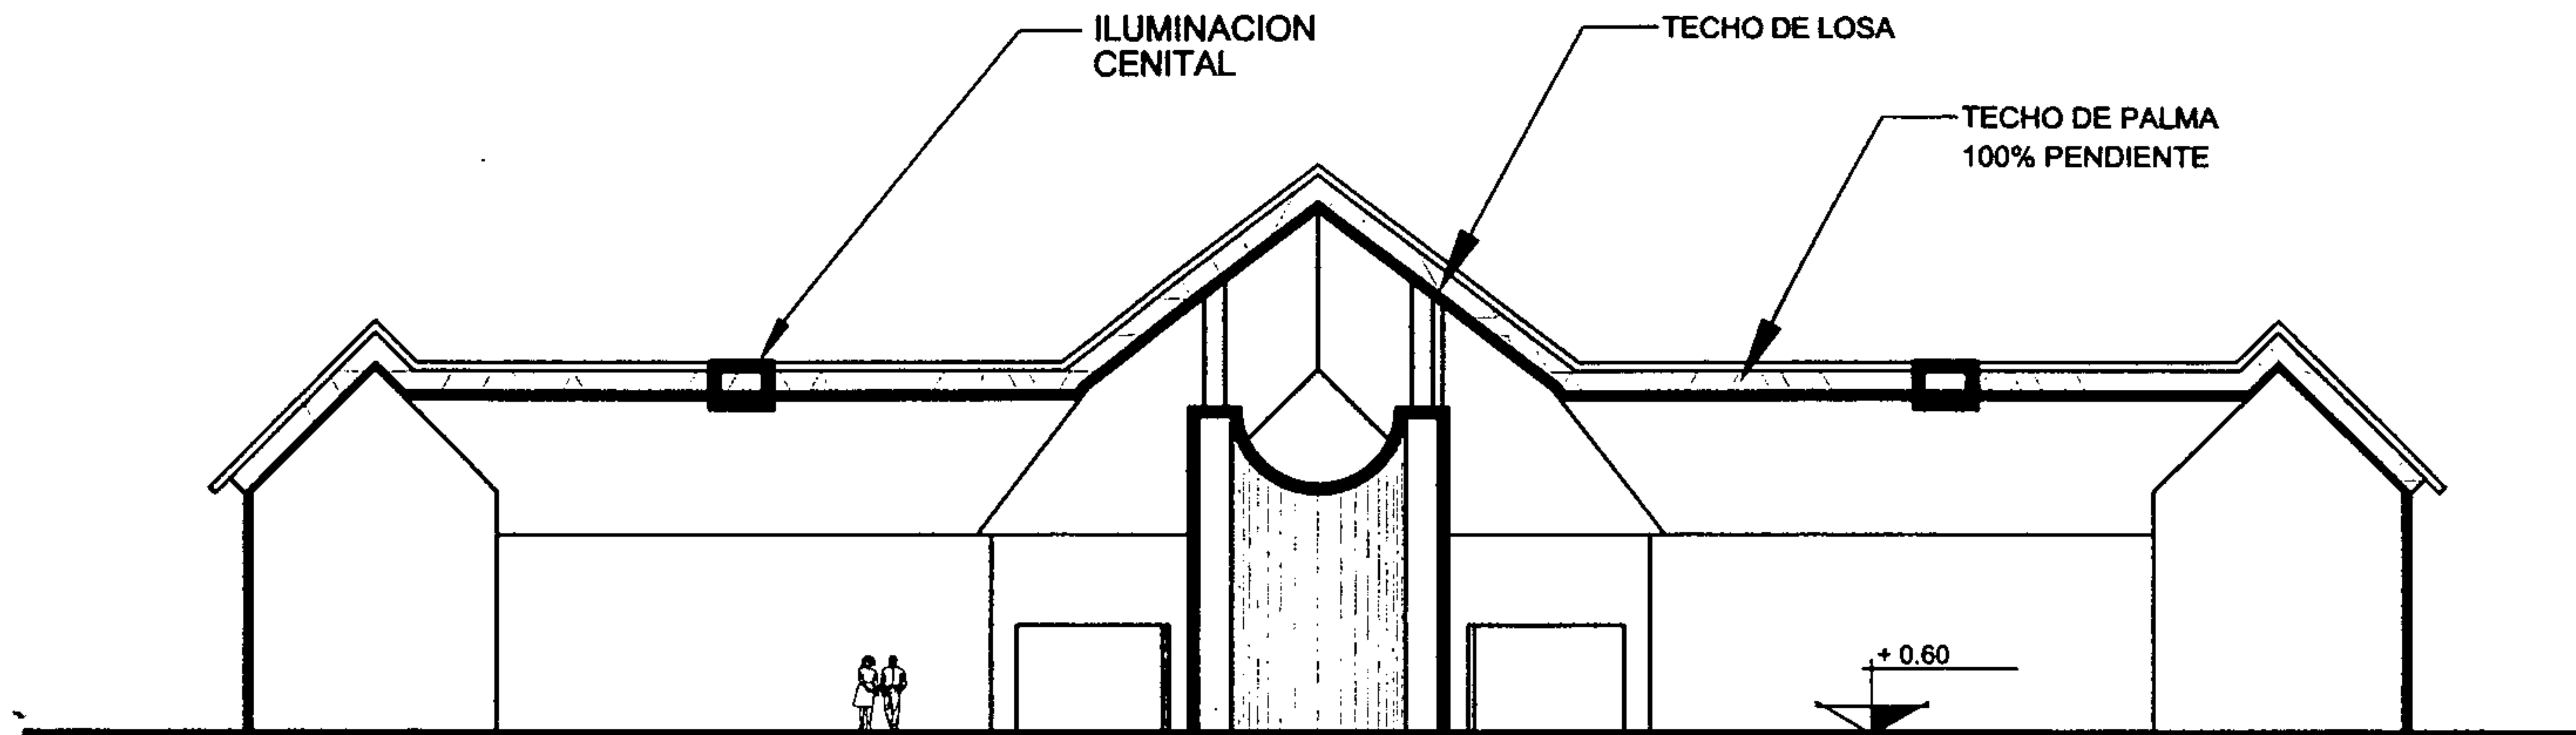 ILUMINACION
CENITAL
TECHO DE LOSA
TECHO DE PALMA
100% PENDIENTE
+ 0.60